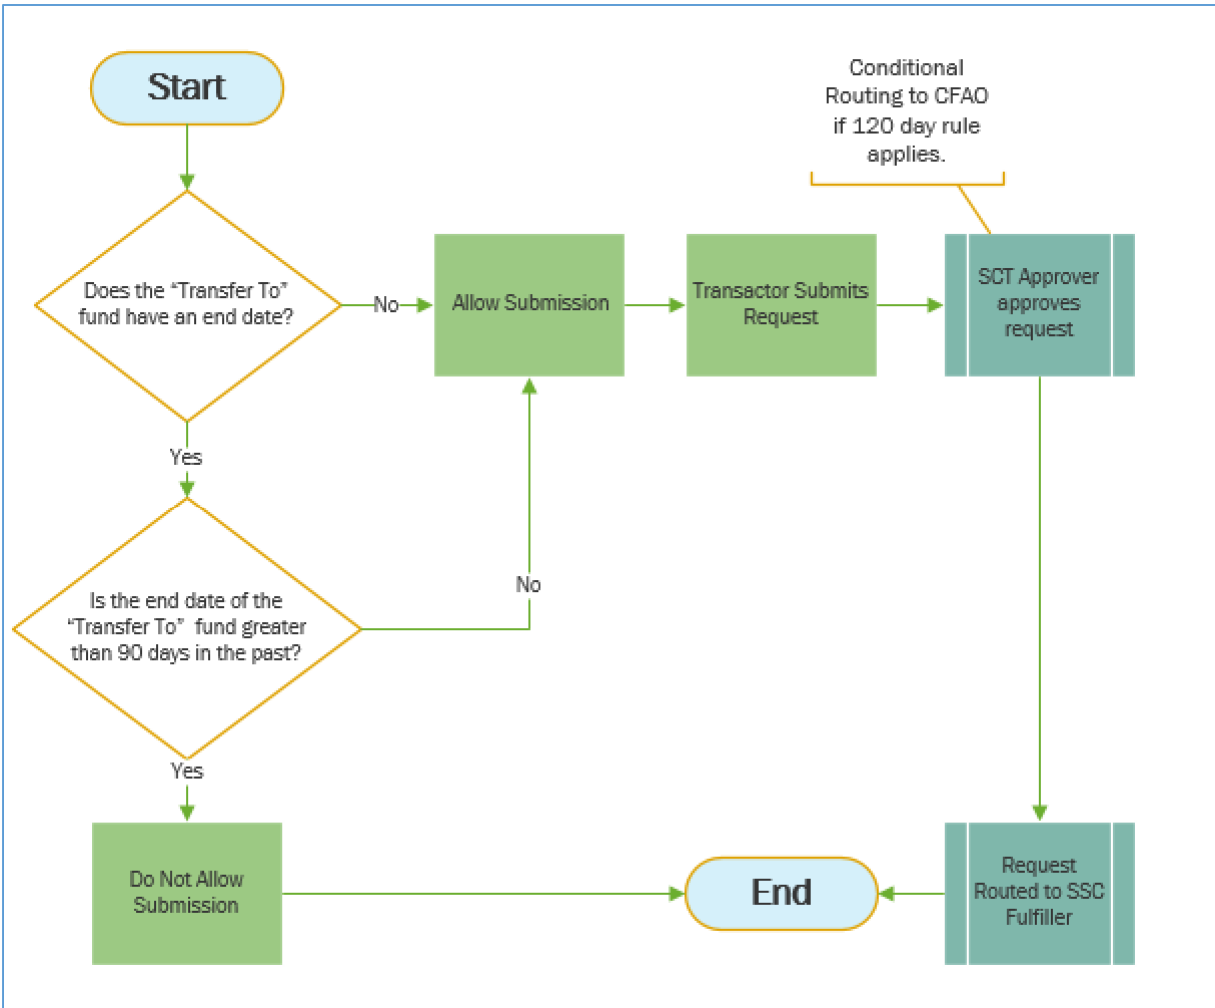 Start
Conditional
Routing to CFAO
if 120 day rule
applies.
Does the “Transfer To”
fund have an end date?
No
Allow Submission
Transactor Submits
Request
SCT Approver
approves
request
Yes
Is the end date of the
“Transfer To”  fund greater
than 90 days in the past?
No
Yes
Do Not Allow
Submission
End
Request
Routed to SSC
Fulfiller